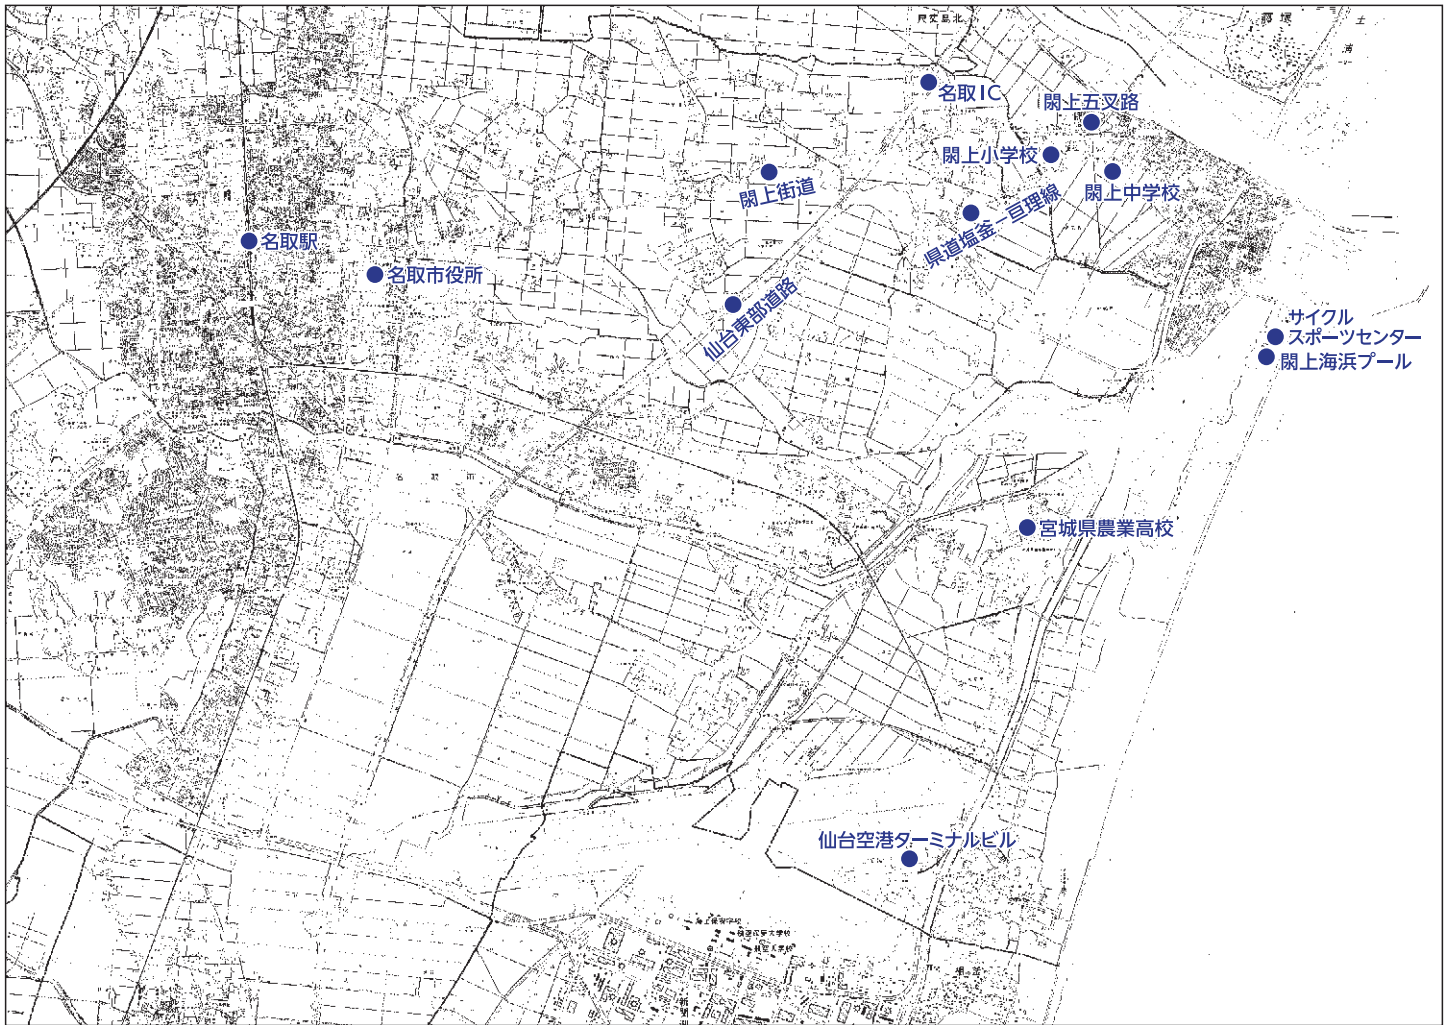 名取IC
閖上五叉路
閖上小学校
閖上街道
閖上中学校
県道塩釜−亘理線
名取駅
名取市役所
仙台東部道路
サイクル
スポーツセンター
閖上海浜プール
名取市
宮城県農業高校
仙台空港ターミナルビル